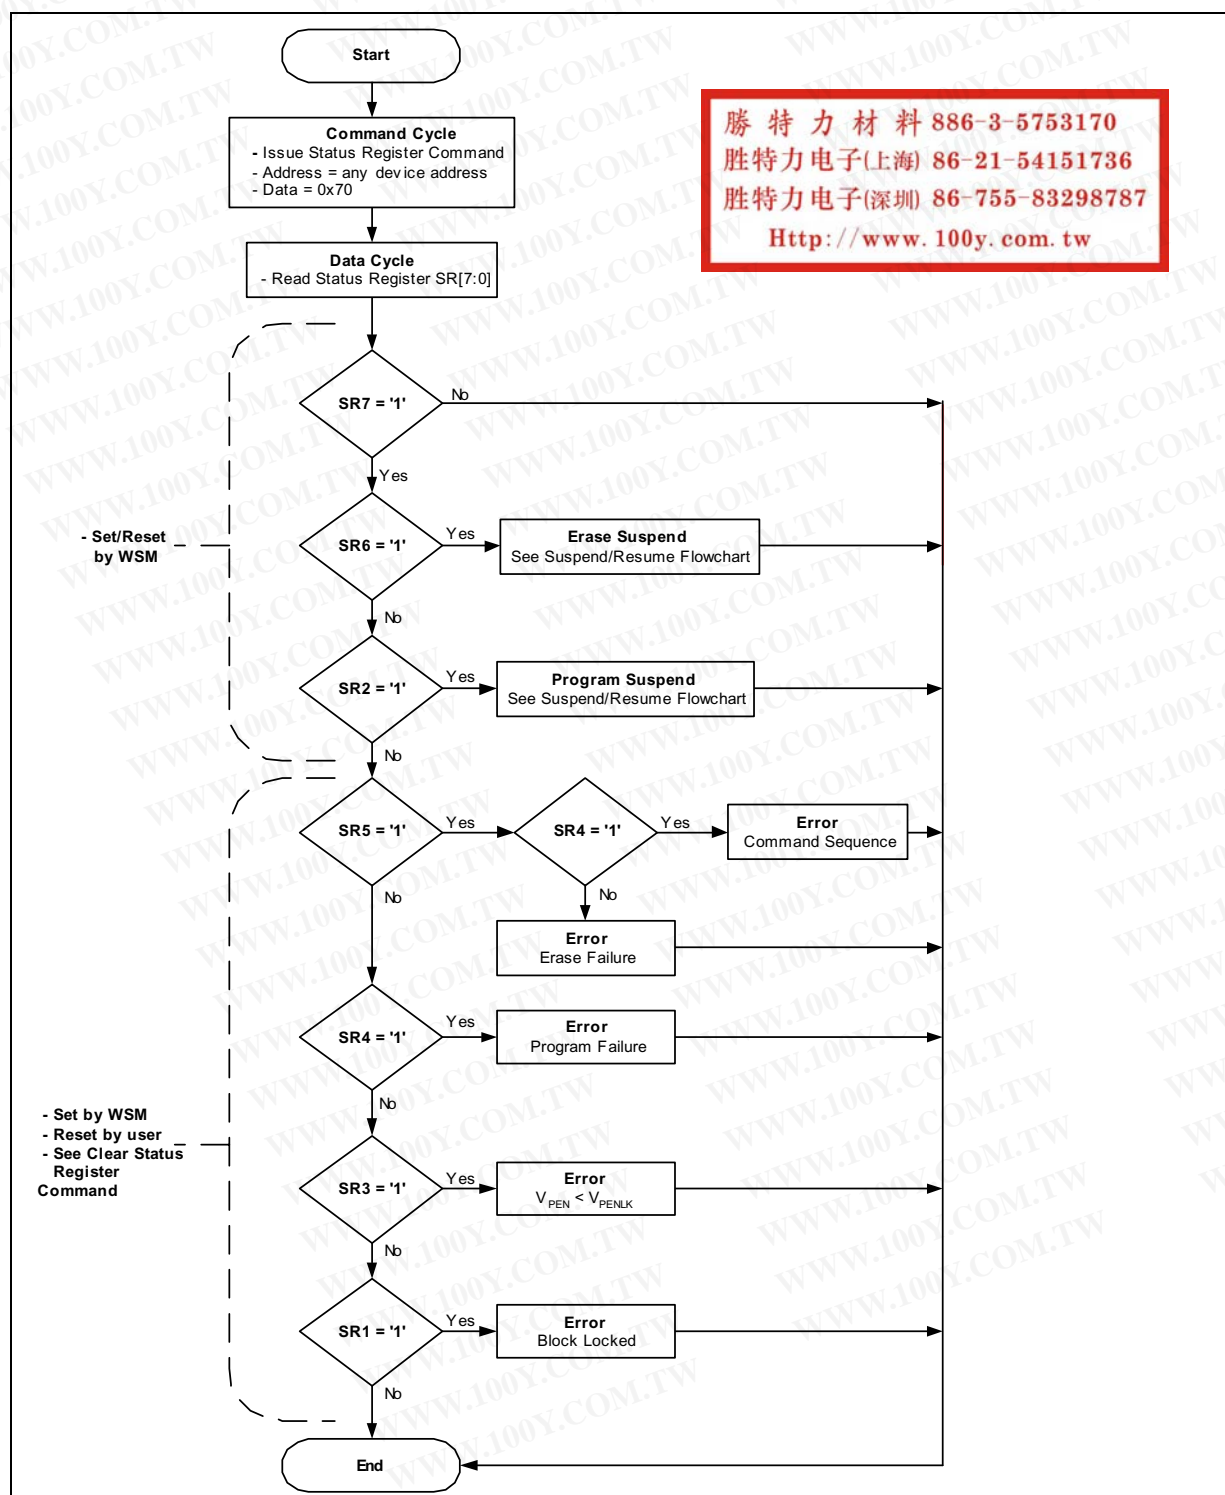 Start
勝特力材料 886-3-5753170
胜特力电子(上海) 86-21-54151736
胜特力电子(深圳) 86-755-83298787
Http://www.100y.com.tw
Command Cycle
- Issue Status Register Command
- Address = any device address
- Data = 0x70
Data Cycle
- Read Status Register SR[7:0]
SR7 = '1'
No
Yes
- Set/Reset
by WSM
SR6 = '1'
Yes
Erase Suspend
See Suspend/Resume Flowchart
No
SR2 = '1'
Yes
Program Suspend
See Suspend/Resume Flowchart
No
SR5 = '1'
Yes
SR4 = '1'
Yes
Error
Command Sequence
No
No
Error
Erase Failure
SR4 = '1'
Yes
Error
Program Failure
No
- Set by WSM
- Reset by user
- See Clear Status
Register
Command
SR3 = '1'
Yes
Error
V PEN < V PENLK
No
SR1 = '1'
Yes
Error
Block Locked
No
End
WWW.100Y.COM.TW